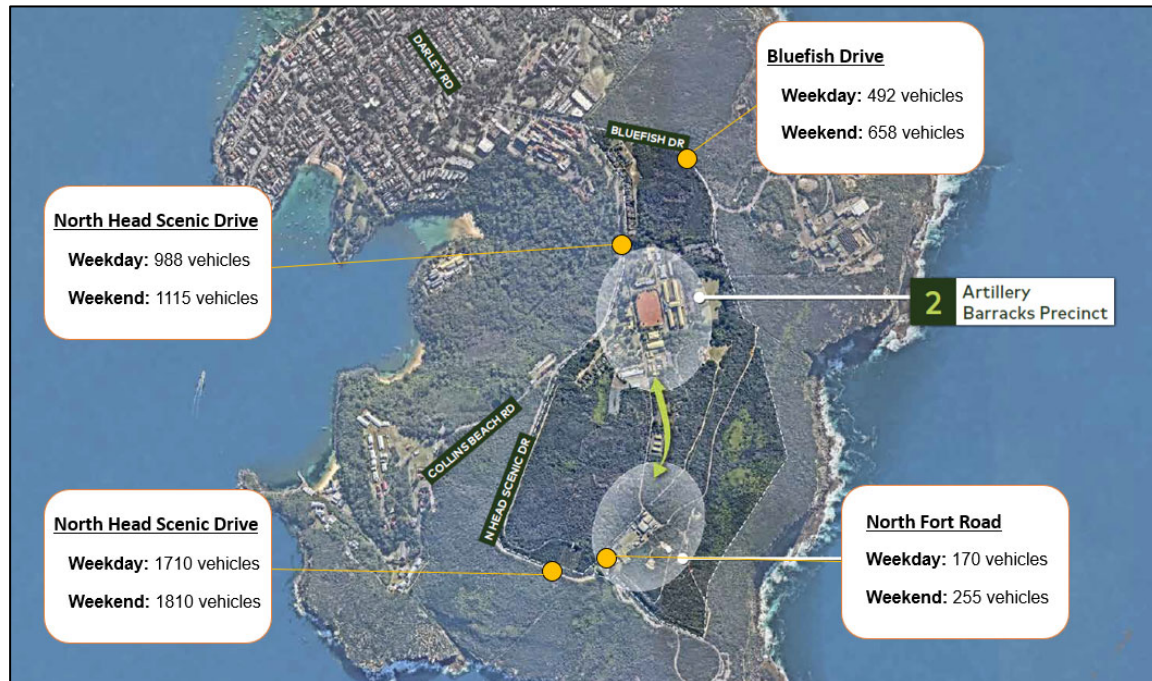 DARLEY RD
Bluefish Drive
Weekday: 492 vehicles
Weekend: 658 vehicles
BLUEFISH DR
North Head Scenic Drive
Weekday: 988 vehicles
Weekend: 1115 vehicles
2 Artillery
Barracks Precinct
COLLINS BEACH RD
N HEAD SCENIC DR
North Head Scenic Drive
Weekday: 1710 vehicles
Weekend: 1810 vehicles
North Fort Road
Weekday: 170 vehicles
Weekend: 255 vehicles